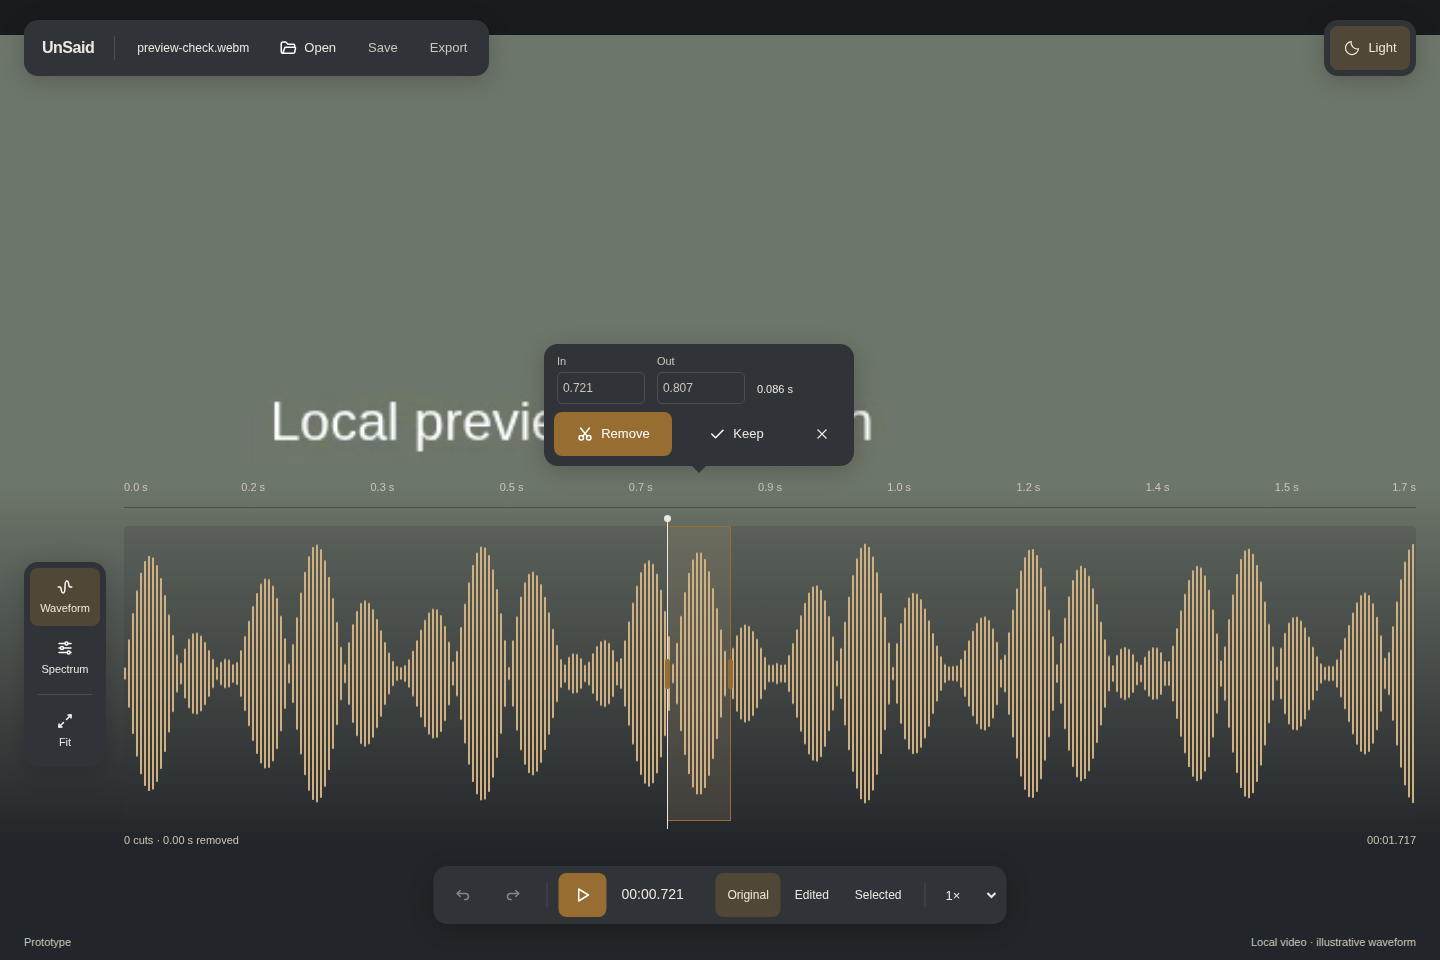 UnSaid preview-check.webm Open Save Export
Light
In Out
0.721 0.807 0.086 s
Local
Remove Keep
0.0 s 0.2 s 0.3 s 0.5 s 0.7 s 0.9 s 1.0 s 1.2 s 1.4 s 1.5 s 1.7 s
Waveform
Spectrum
Fit
0 cuts · 0.00 s removed 00:01.717
00:00.721 Original Edited Selected 1×
Prototype Local video · illustrative waveform